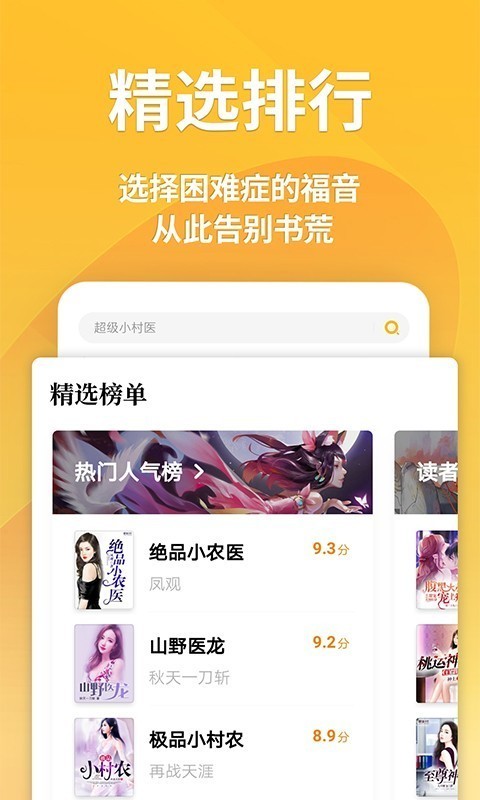 精选排行
选择困难症的福音
从此告别书荒
超级小村医
精选榜单
热门人气榜
绝品小农医
绝品小农医
9.3分
凤观
山野医龙
山野医龙
9.2分
秋天一刀斩
极品小村农
极品
小村农
8.9分
再战天涯
读者
腹黑大
宠
桃运神
至尊神